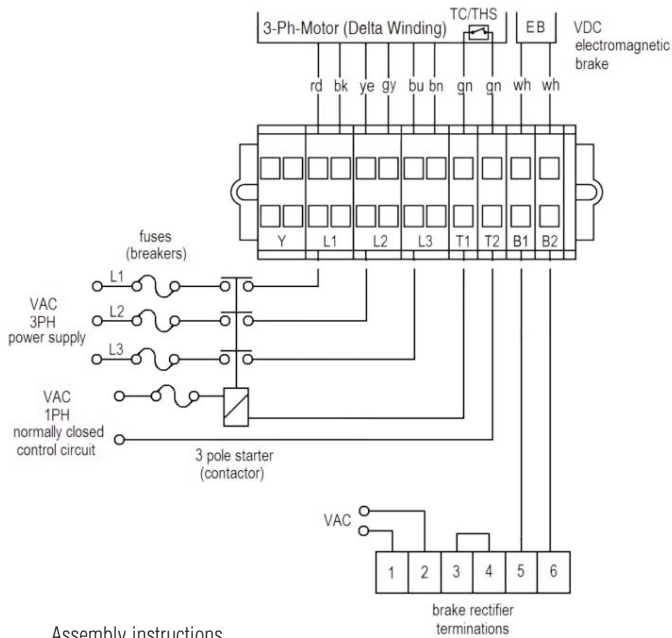 3-Ph-Motor (Delta Winding)
TC/THS
EB
VDC
electromagnetic
brake
rd bk ye gy bu bn gn gn wh wh
Y L1 L2 L3 T1 T2 B1 B2
fuses
(breakers)
L1
L2
L3
VAC
3PH
power supply
VAC
1PH
normally closed
control circuit
3 pole starter
(contactor)
VAC
1 2 3 4 5 6
brake rectifier
terminations
Assembly instructions